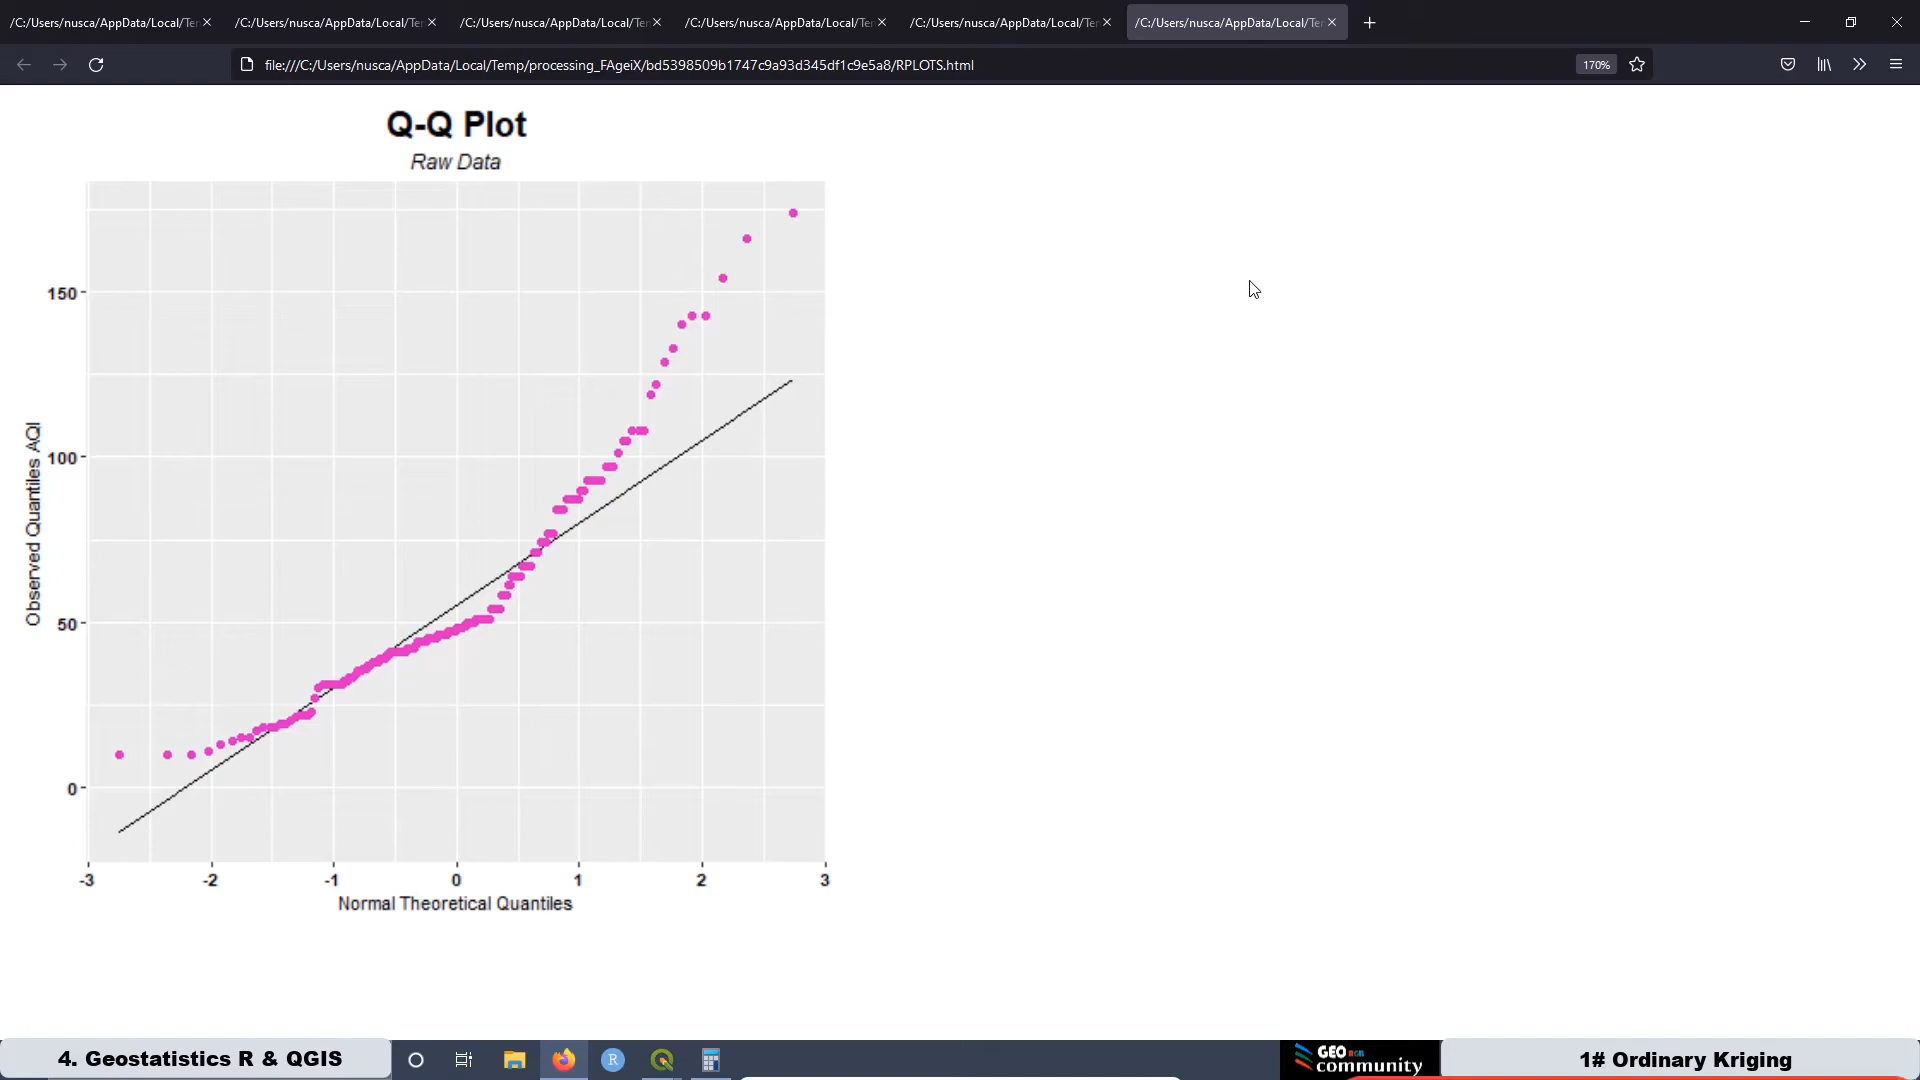 /C:/Users/nusca/AppData/Local/Te
/C:/Users/nusca/AppData/Local/Te
/C:/Users/nusca/AppData/Local/Te
/C:/Users/nusca/AppData/Local/Te
/C:/Users/nusca/AppData/Local/Te
/C:/Users/nusca/AppData/Local/Te
file:///C:/Users/nusca/AppData/Local/Temp/processing_FAgeiX/bd5398509b1747c9a93d345df1c9e5a8/RPLOTS.html
170%
Q-Q Plot
Raw Data
150
100
50
0
Observed Quantiles AQI
-3 -2 -1 0 1 2 3
Normal Theoretical Quantiles
4. Geostatistics R & QGIS
R
GEO
community
1# Ordinary Kriging